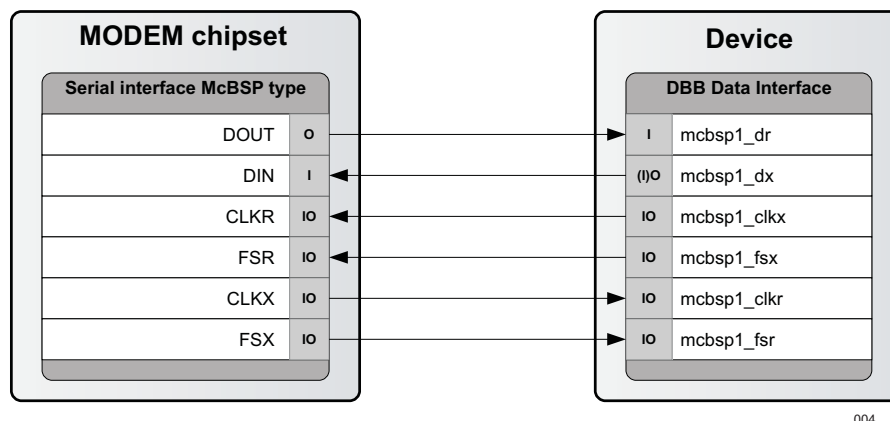 MODEM chipset
Device
Serial interface McBSP type
DBB Data Interface
DOUT O I mcbsp1_dr
DIN I (I)O mcbsp1_dx
CLKR IO IO mcbsp1_clkx
FSR IO IO mcbsp1_fsx
CLKX IO IO mcbsp1_clkr
FSX IO IO mcbsp1_fsr
004